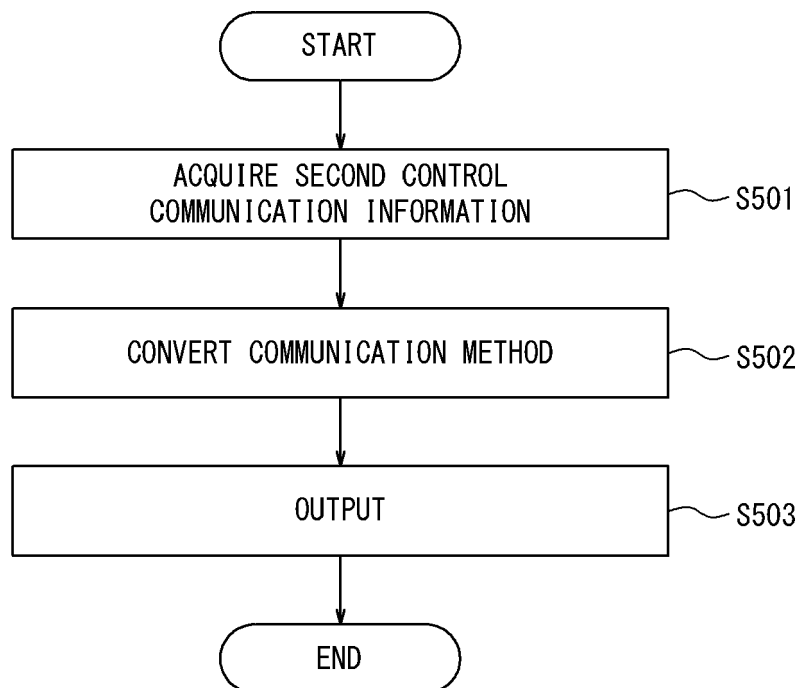 START
ACQUIRE SECOND CONTROL
COMMUNICATION INFORMATION
S501
CONVERT COMMUNICATION METHOD
S502
OUTPUT
S503
END